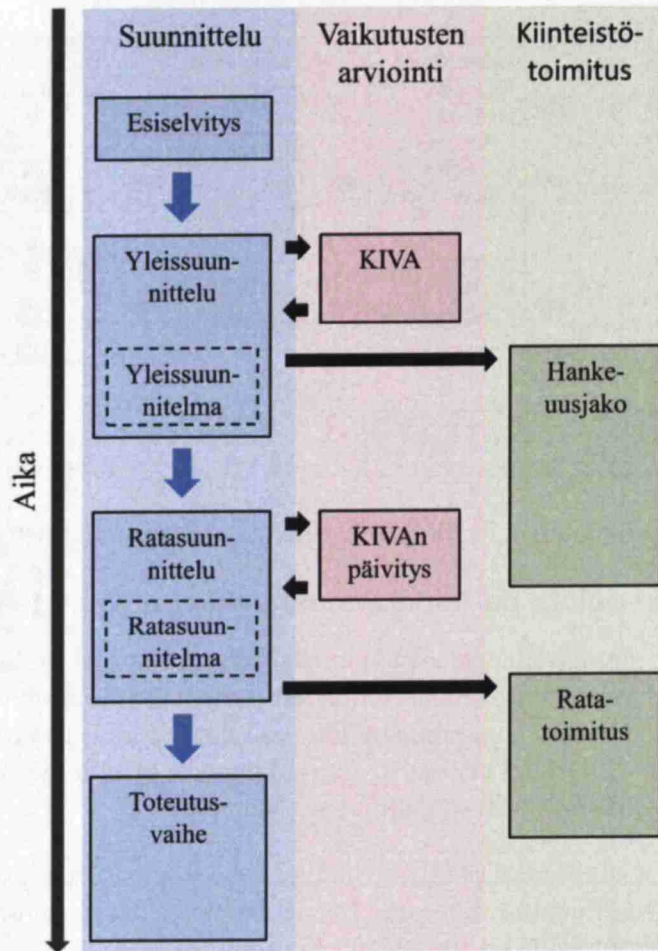 Suunnittelu
Vaikutusten
arviointi
Kiinteistö-
toimitus
Esiselvitys
Yleissuun-
nittelu
KIVA
Yleissuun-
nitelma
Hanke-
uusjako
Aika
Ratasuun-
nittelu
KIVAn
päivitys
Ratasuun-
nitelma
Rata-
toimitus
Toteutus-
vaihe